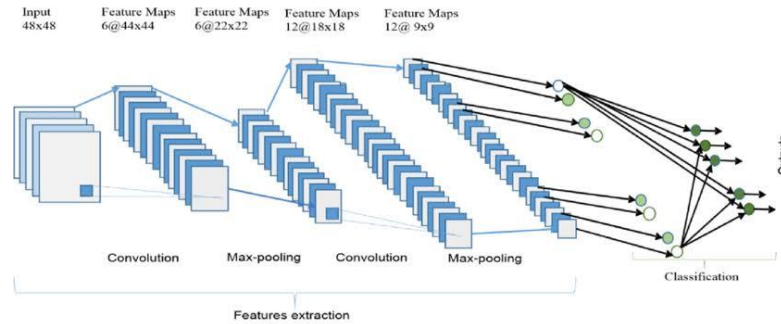 Input
48x48
Feature Maps
6@44x44
Feature Maps
6@22x22
Feature Maps
12@18x18
Feature Maps
12@ 9x9
Convolution
Max-pooling
Convolution
Max-pooling
Classification
Features extraction